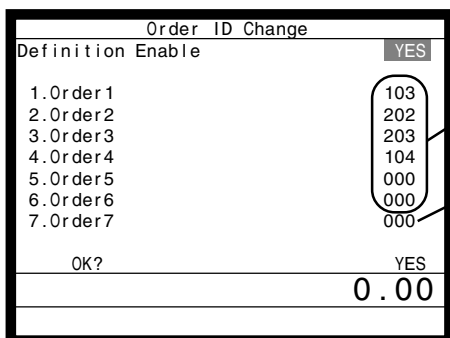 Order ID Change
Definition Enable YES
1.Order1 103
2.Order2 202
3.Order3 203
4.Order4 104
5.Order5 000
6.Order6 000
7.Order7 000
OK? YES
0.00